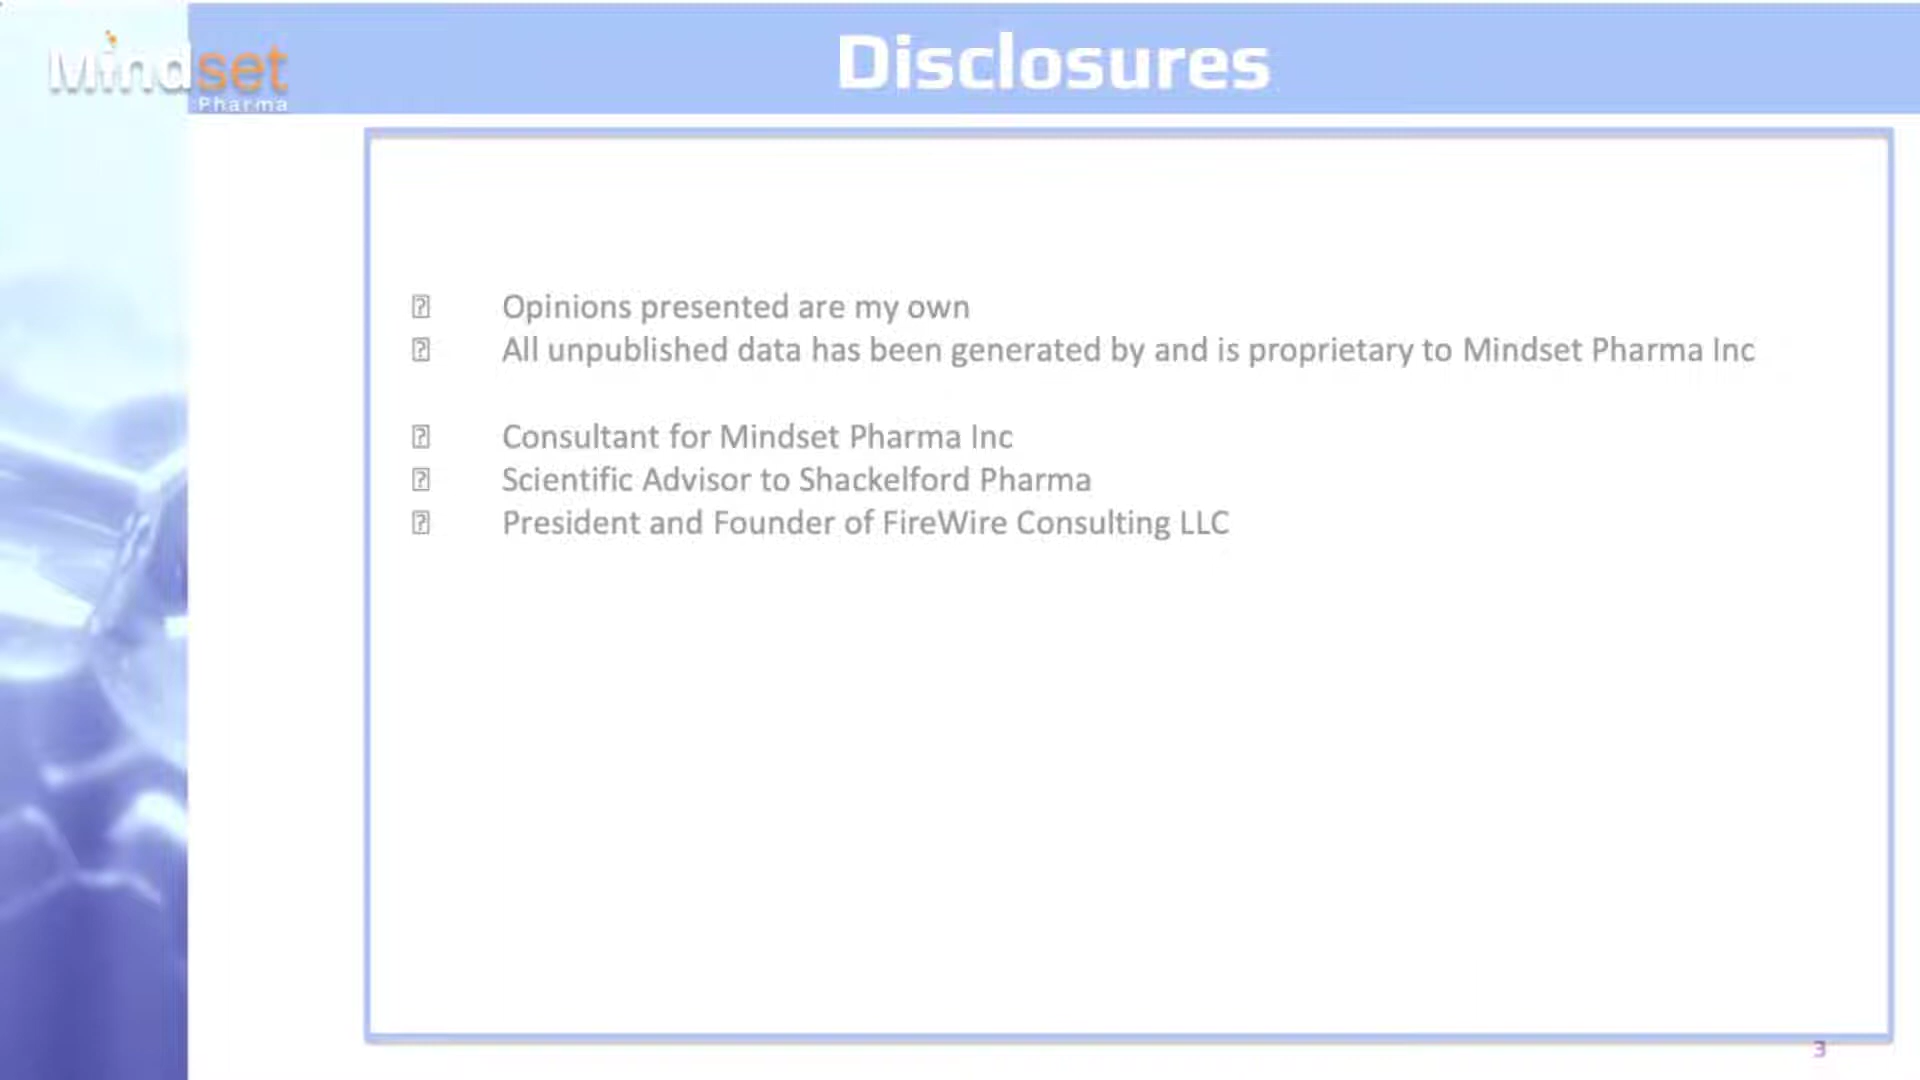 Mindset
Pharma
Disclosures
Opinions presented are my own
All unpublished data has been generated by and is proprietary to Mindset Pharma Inc
Consultant for Mindset Pharma Inc
Scientific Advisor to Shackelford Pharma
President and Founder of FireWire Consulting LLC
3